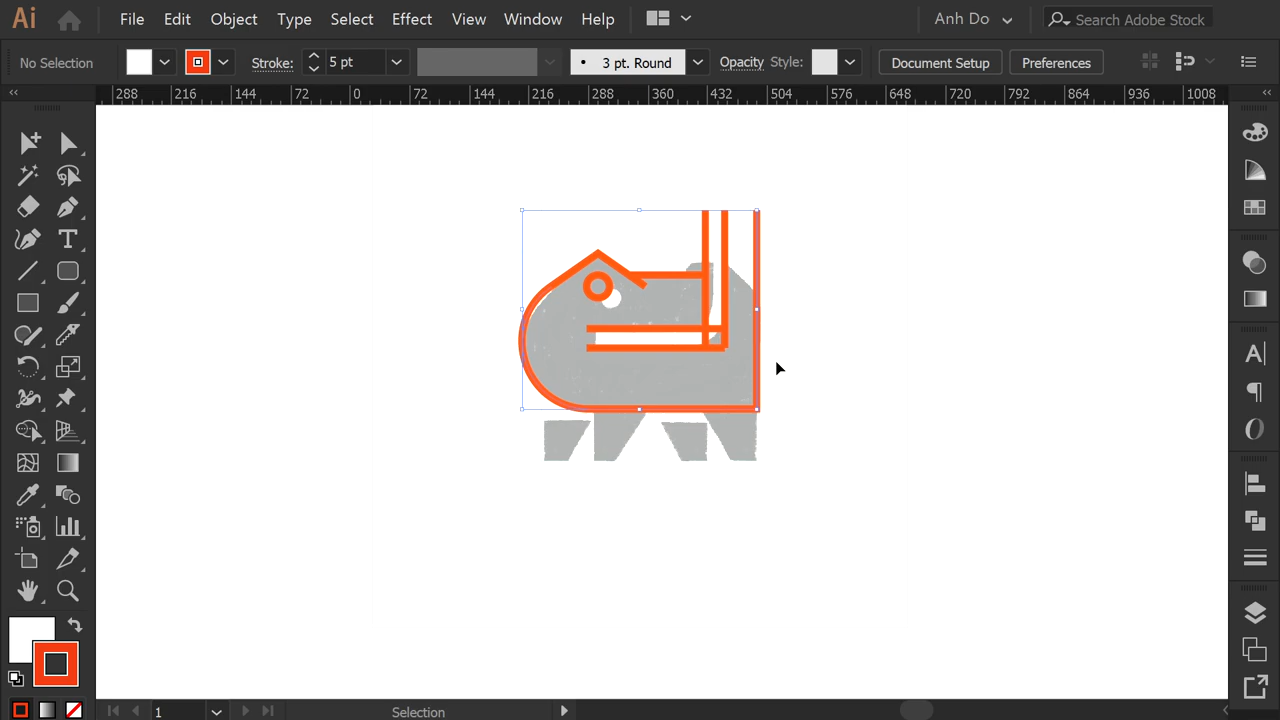 Ai File Edit Object Type Select Effect View Window Help Anh Do Search Adobe Stock
No Selection Stroke: 5 pt 3 pt. Round Opacity Style: Document Setup Preferences
288 216 144 72 0 72 144 216 288 360 432 504 576 648 720 792 864 936 1008
1 Selection